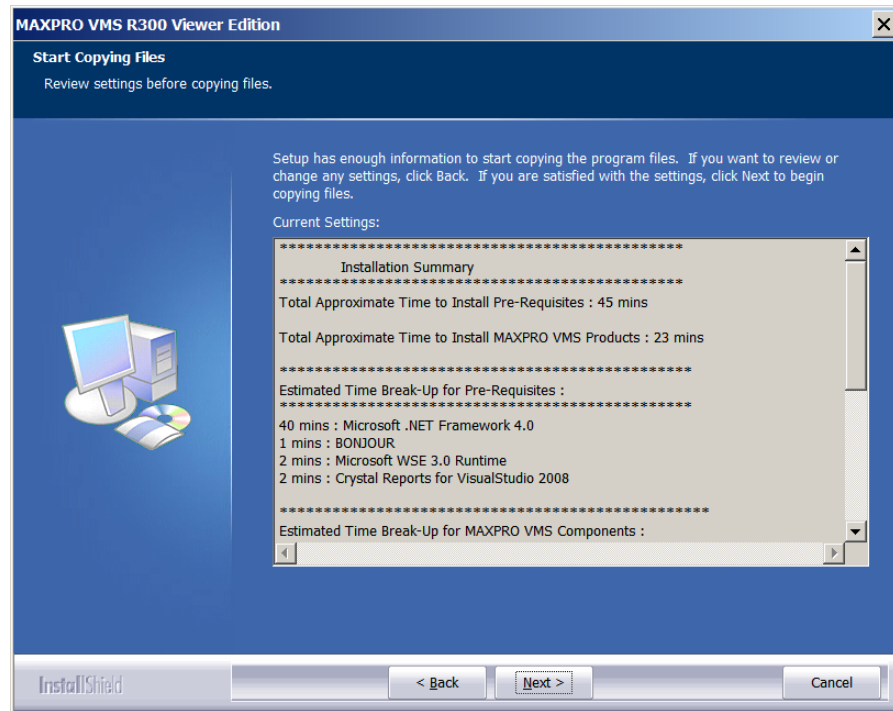 MAXPRO VMS R300 Viewer Edition
Start Copying Files
Review settings before copying files.
Setup has enough information to start copying the program files.  If you want to review or
change any settings, click Back.  If you are satisfied with the settings, click Next to begin
copying files.
Current Settings:
**********************************************
Installation Summary
**********************************************
Total Approximate Time to Install Pre-Requisites : 45 mins
Total Approximate Time to Install MAXPRO VMS Products : 23 mins
***********************************************
Estimated Time Break-Up for Pre-Requisites :
***********************************************
40 mins : Microsoft .NET Framework 4.0
1 mins : BONJOUR
2 mins : Microsoft WSE 3.0 Runtime
2 mins : Crystal Reports for VisualStudio 2008
*************************************************
Estimated Time Break-Up for MAXPRO VMS Components :
InstallShield
< Back
Next >
Cancel